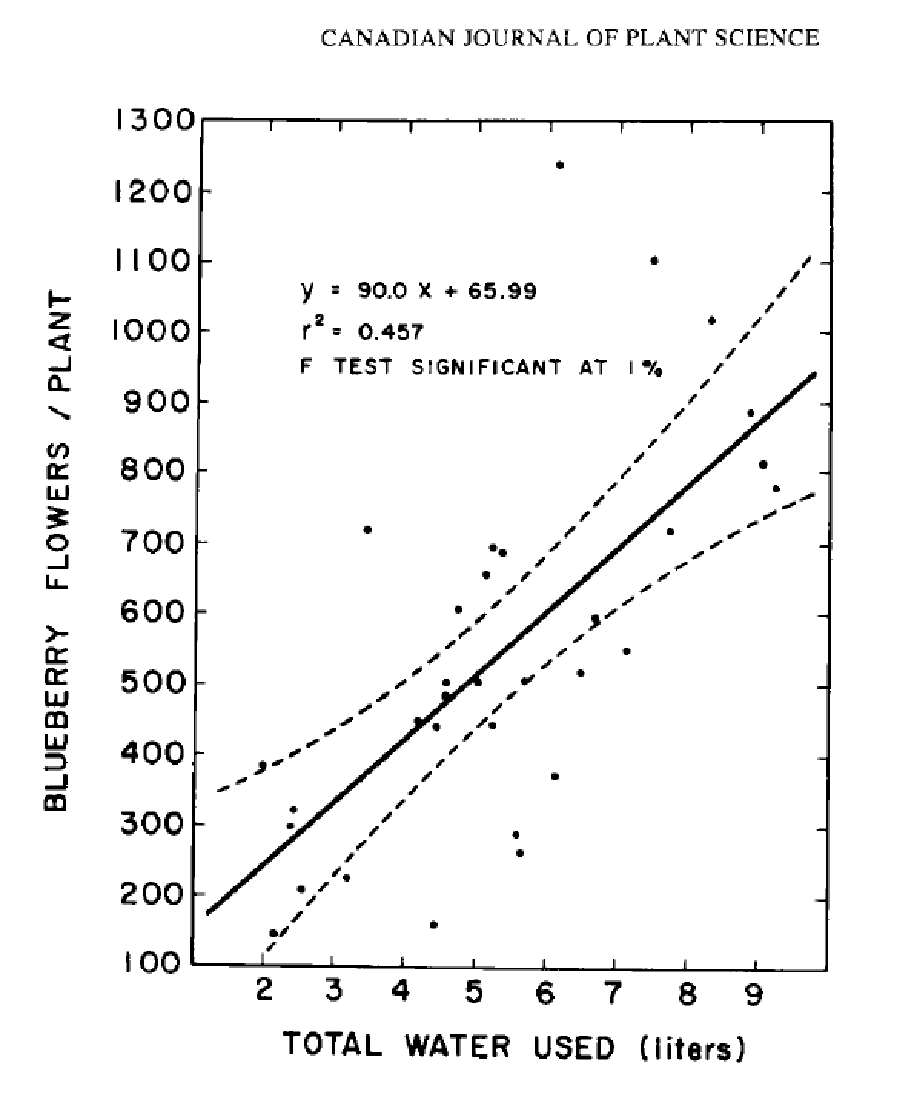 CANADIAN JOURNAL OF PLANT SCIENCE
1300
1200
1100
1000
900
800
700
600
500
400
300
200
100
BLUEBERRY FLOWERS / PLANT
y = 90.0 X + 65.99
r² = 0.457
F TEST SIGNIFICANT AT 1%
2 3 4 5 6 7 8 9
TOTAL WATER USED (liters)